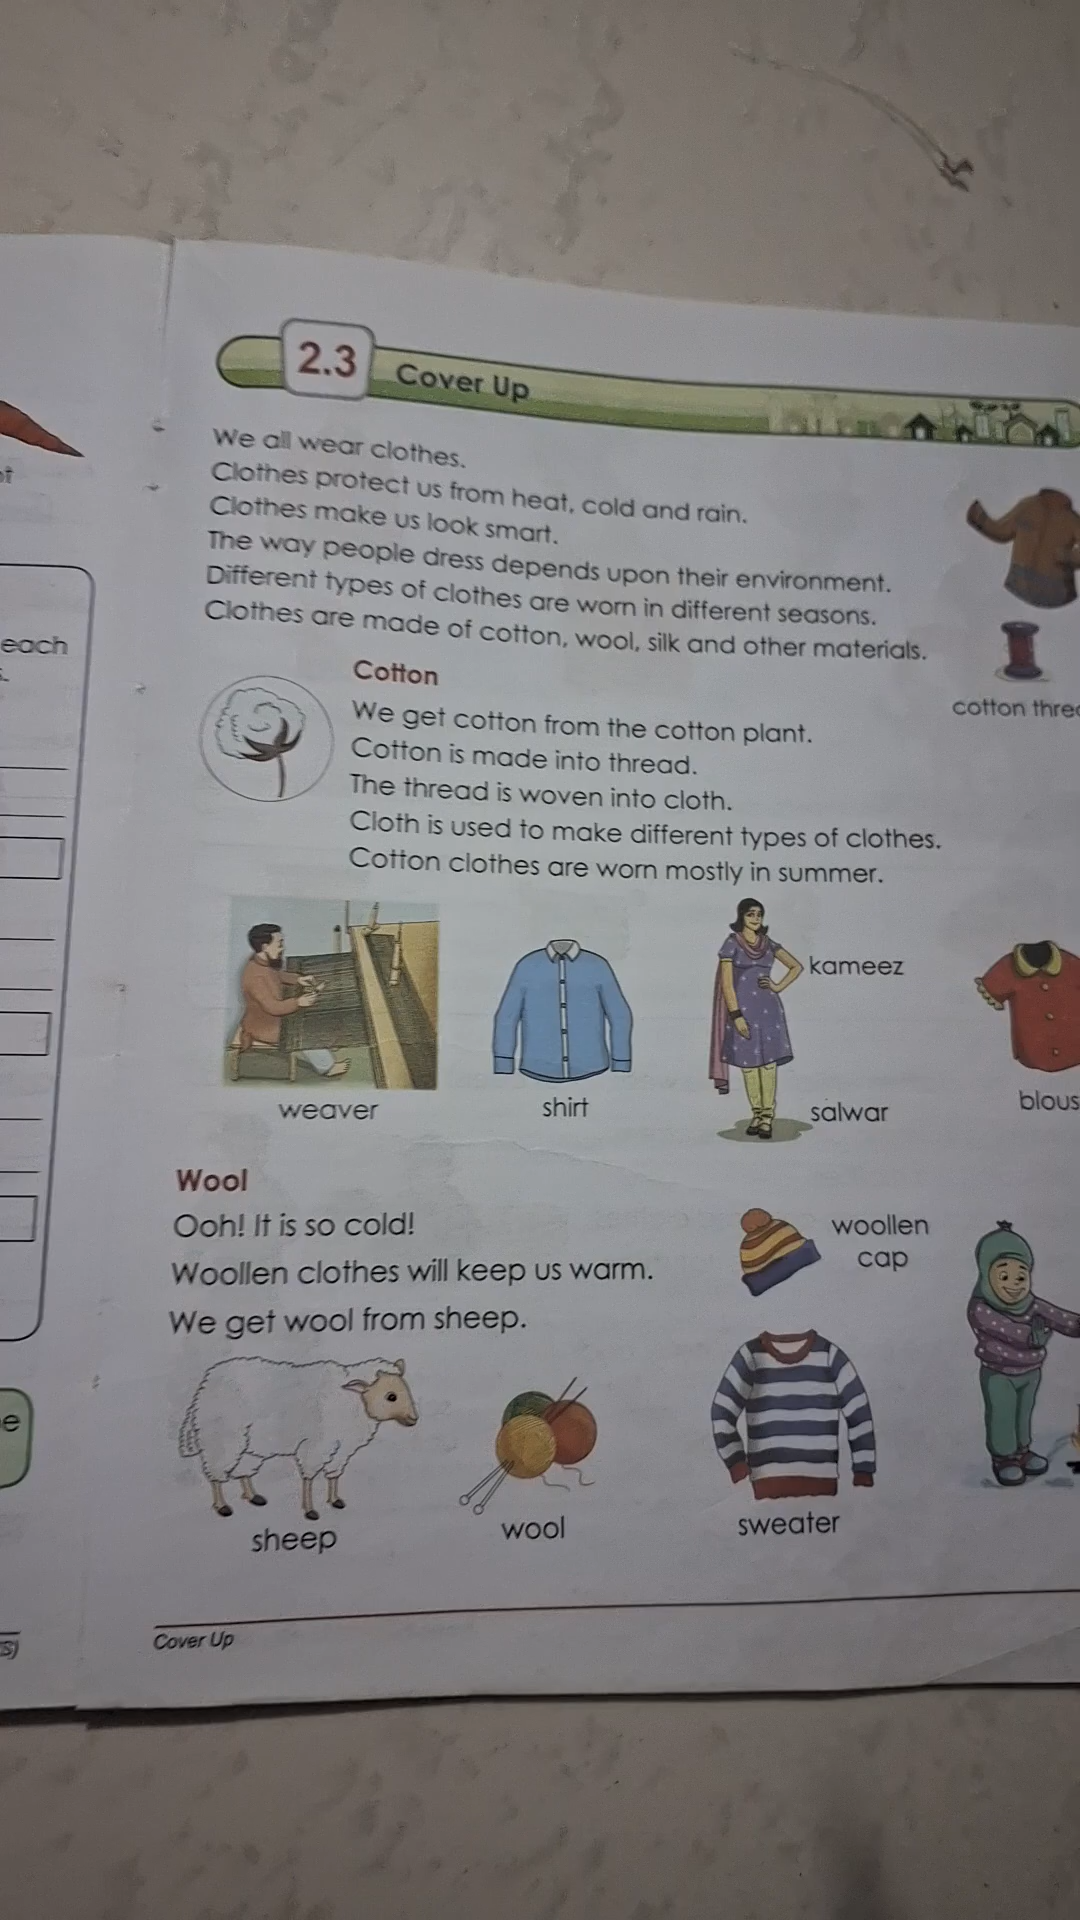 2.3 Cover Up
We all wear clothes.
Clothes protect us from heat, cold and rain.
Clothes make us look smart.
The way people dress depends upon their environment.
Different types of clothes are worn in different seasons.
Clothes are made of cotton, wool, silk and other materials.
cotton
Cotton
We get cotton from the cotton plant.
Cotton is made into thread.
The thread is woven into cloth.
Cloth is used to make different types of clothes.
Cotton clothes are worn mostly in summer.
weaver
shirt
kameez
salwar
Wool
Ooh! It is so cold!
Woollen clothes will keep us warm.
We get wool from sheep.
woollen
cap
sheep
wool
sweater
Cover Up
each